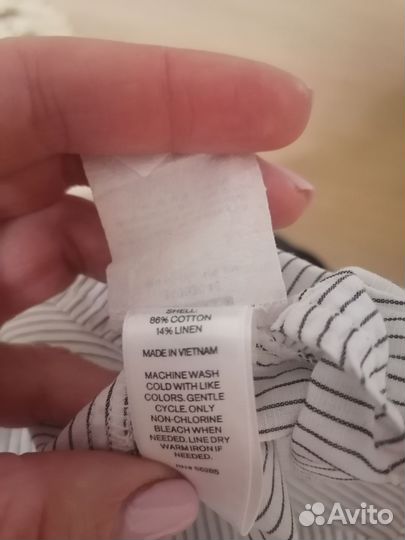 SHELL
86% COTTON
14% LINEN
MADE IN VIETNAM
MACHINE WASH
COLD WITH LIKE
COLORS. GENTLE
CYCLE. ONLY
NON-CHLORINE
BLEACH WHEN
NEEDED. LINE DRY
WARM IRON IF
NEEDED.
Avito